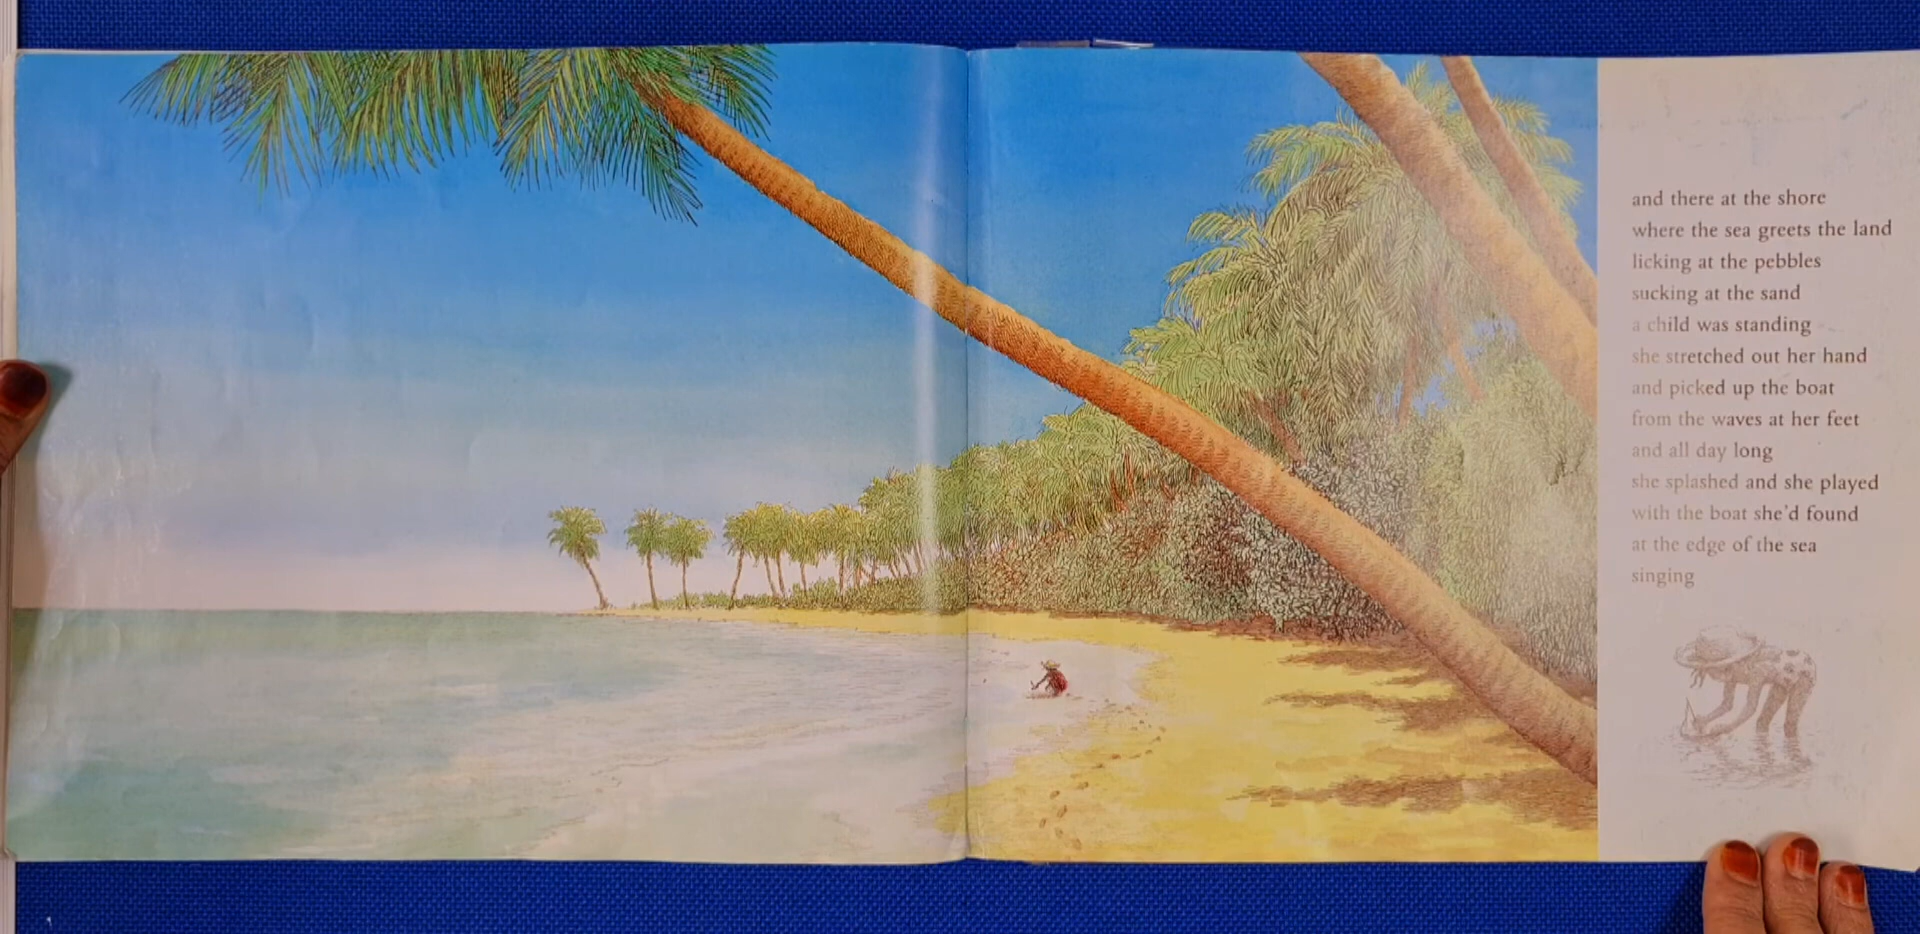 and there at the shore
where the sea greets the land
licking at the pebbles
sucking at the sand
a child was standing
she stretched out her hand
and picked up the boat
from the waves at her feet
and all day long
she splashed and she played
with the boat she'd found
at the edge of the sea
singing